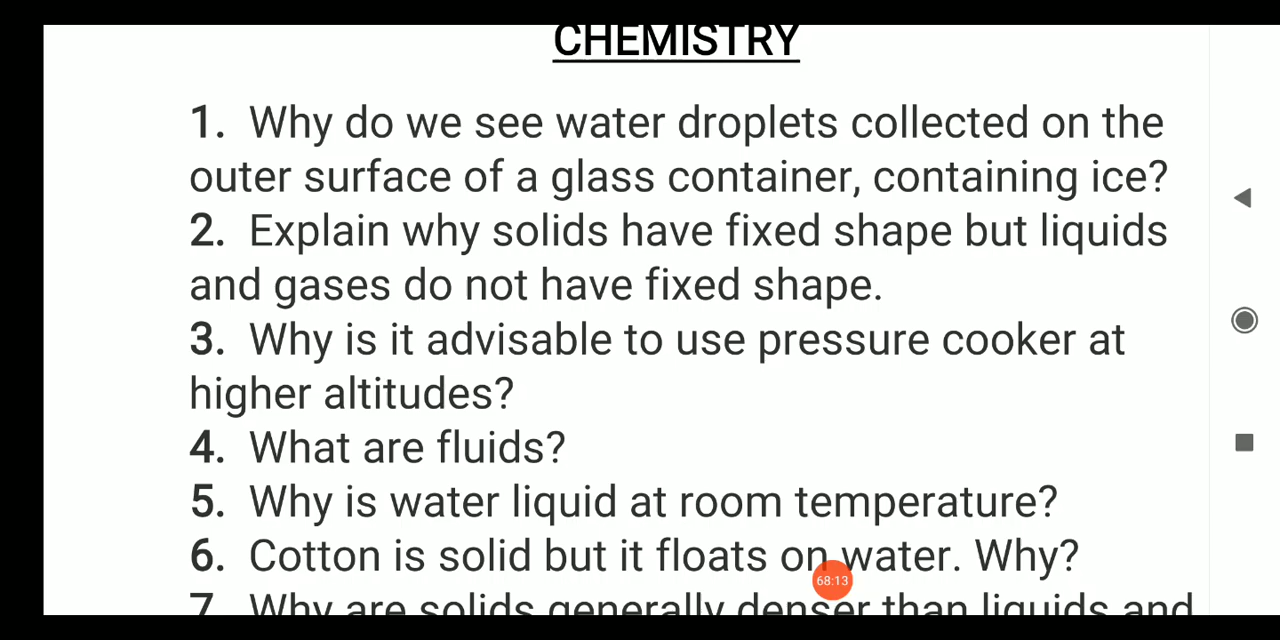 CHEMISTRY
1. Why do we see water droplets collected on the
outer surface of a glass container, containing ice?
2. Explain why solids have fixed shape but liquids
and gases do not have fixed shape.
3. Why is it advisable to use pressure cooker at
higher altitudes?
4. What are fluids?
5. Why is water liquid at room temperature?
6. Cotton is solid but it floats on water. Why?
68:13
7. Why are solids generally denser than liquids and